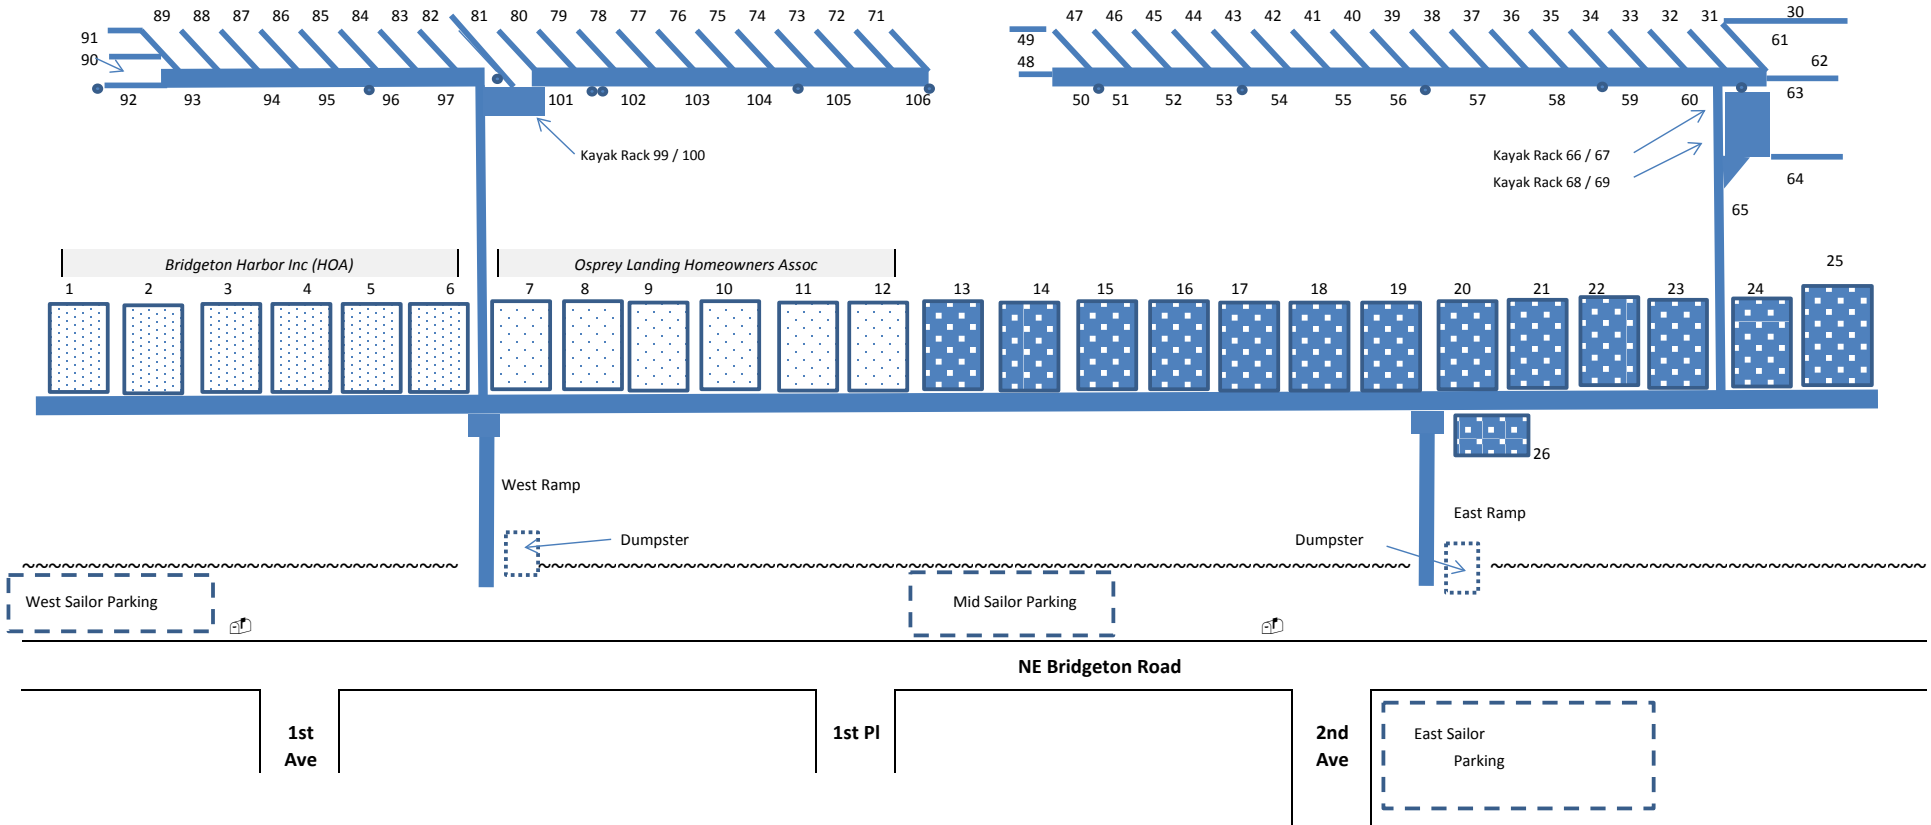 89 88 87 86 85 84 83 82 81 80 79 78 77 76 75 74 73 72 71
47 46 45 44 43 42 41 40 39 38 37 36 35 34 33 32 31 30
91
49
61
90
48
62
92 93 94 95 96 97 101 102 103 104 105 106
50 51 52 53 54 55 56 57 58 59 60 63
Kayak Rack 99 / 100
Kayak Rack 66 / 67
Kayak Rack 68 / 69
64
65
Bridgeton Harbor Inc (HOA)
Osprey Landing Homeowners Assoc
25
1 2 3 4 5 6 7 8 9 10 11 12 13 14 15 16 17 18 19 20 21 22 23 24
26
West Ramp
East Ramp
Dumpster
Dumpster
West Sailor Parking
Mid Sailor Parking
NE Bridgeton Road
1st
Ave
1st Pl
2nd
Ave
East Sailor
Parking